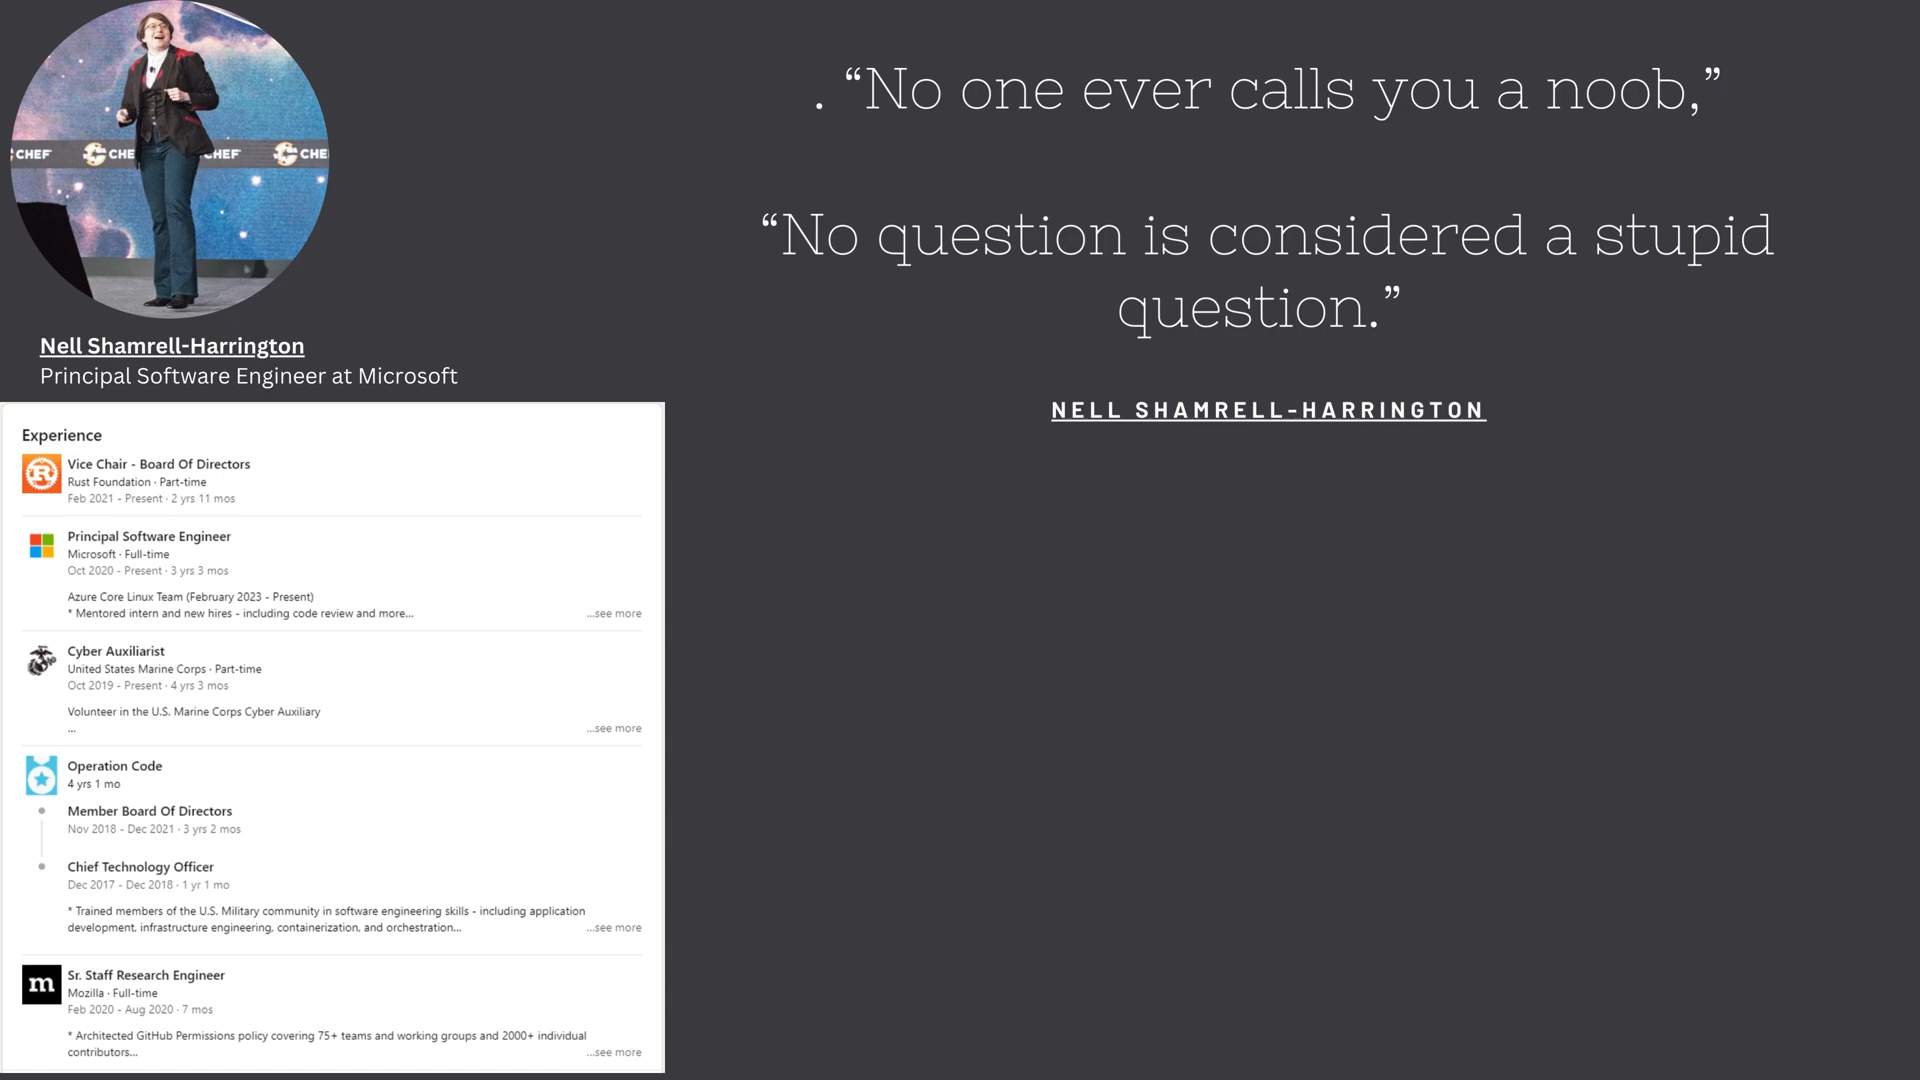 CHEF CHE CHEF CHE
Nell Shamrell-Harrington
Principal Software Engineer at Microsoft
. “No one ever calls you a noob,”
“No question is considered a stupid
question.”
NELL SHAMRELL-HARRINGTON
Experience
R
Vice Chair - Board Of Directors
Rust Foundation · Part-time
Feb 2021 - Present · 2 yrs 11 mos
Principal Software Engineer
Microsoft · Full-time
Oct 2020 - Present · 3 yrs 3 mos
Azure Core Linux Team (February 2023 - Present)
* Mentored intern and new hires - including code review and more... ...see more
Cyber Auxiliarist
United States Marine Corps · Part-time
Oct 2019 - Present · 4 yrs 3 mos
Volunteer in the U.S. Marine Corps Cyber Auxiliary
... ...see more
Operation Code
4 yrs 1 mo
Member Board Of Directors
Nov 2018 - Dec 2021 · 3 yrs 2 mos
Chief Technology Officer
Dec 2017 - Dec 2018 · 1 yr 1 mo
* Trained members of the U.S. Military community in software engineering skills - including application
development, infrastructure engineering, containerization, and orchestration... ...see more
m
Sr. Staff Research Engineer
Mozilla · Full-time
Feb 2020 - Aug 2020 · 7 mos
* Architected GitHub Permissions policy covering 75+ teams and working groups and 2000+ individual
contributors... ...see more